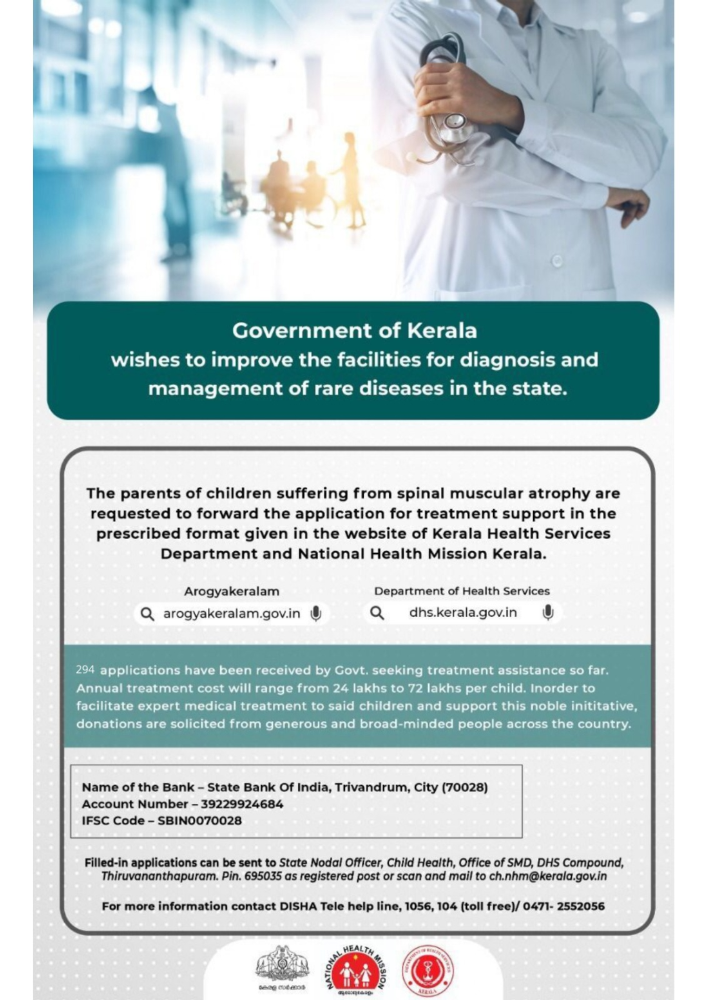 Government of Kerala
wishes to improve the facilities for diagnosis and
management of rare diseases in the state.
The parents of children suffering from spinal muscular atrophy are
requested to forward the application for treatment support in the
prescribed format given in the website of Kerala Health Services
Department and National Health Mission Kerala.
Arogyakeralam
arogyakeralam.gov.in
Department of Health Services
dhs.kerala.gov.in
294 applications have been received by Govt. seeking treatment assistance so far.
Annual treatment cost will range from 24 lakhs to 72 lakhs per child. Inorder to
facilitate expert medical treatment to said children and support this noble inititative,
donations are solicited from generous and broad-minded people across the country.
Name of the Bank – State Bank Of India, Trivandrum, City (70028)
Account Number – 39229924684
IFSC Code – SBIN0070028
Filled-in applications can be sent to State Nodal Officer, Child Health, Office of SMD, DHS Compound,
Thiruvananthapuram. Pin. 695035 as registered post or scan and mail to ch.nhm@kerala.gov.in
For more information contact DISHA Tele help line, 1056, 104 (toll free)/ 0471- 2552056
കേരള സർക്കാർ
NATIONAL HEALTH MISSION
ആരോഗ്യകേരളം
DEPARTMENT OF HEALTH SERVICES
KERALA